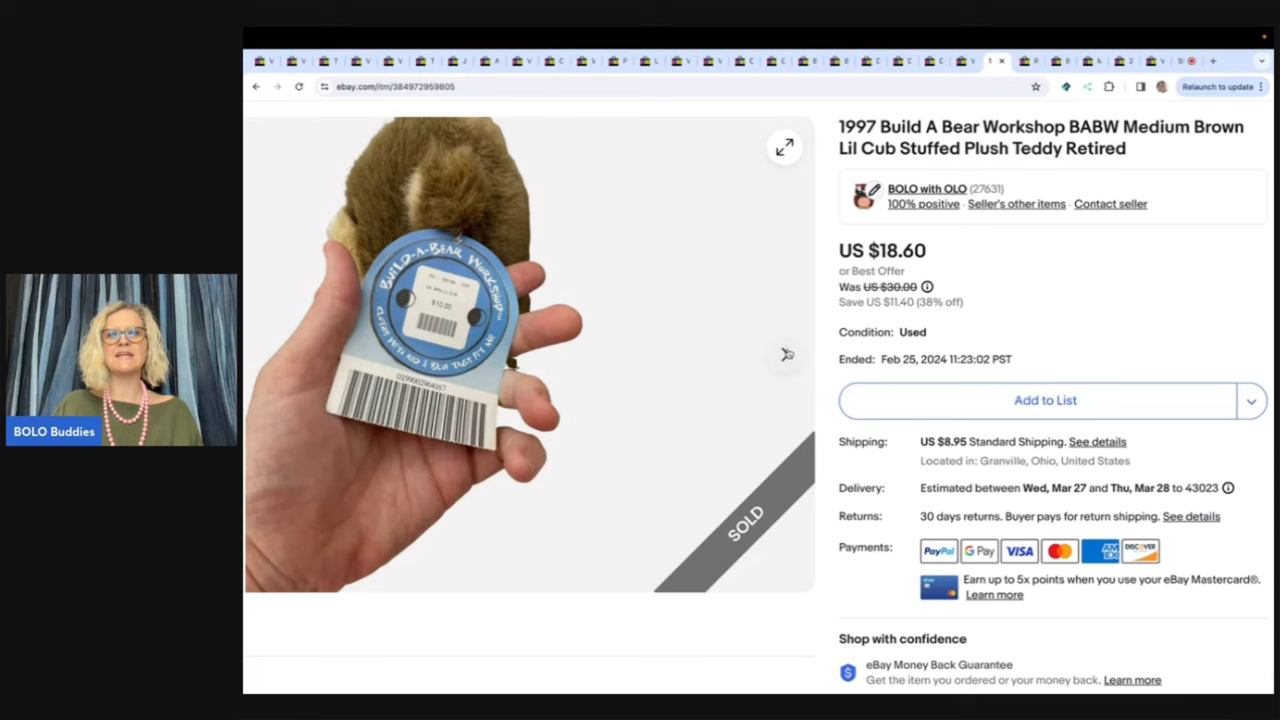 ebay.com/itm/384972959805
Relaunch to update
1997 Build A Bear Workshop BABW Medium Brown
Lil Cub Stuffed Plush Teddy Retired
BOLO with OLO (27631)
100% positive · Seller's other items · Contact seller
US $18.60
or Best Offer
Was US $30.00
Save US $11.40 (38% off)
Condition: Used
Ended: Feb 25, 2024 11:23:02 PST
Add to List
Shipping: US $8.95 Standard Shipping. See details
Located in: Granville, Ohio, United States
Delivery: Estimated between Wed, Mar 27 and Thu, Mar 28 to 43023
Returns: 30 days returns. Buyer pays for return shipping. See details
Payments: PayPal G Pay VISA AM EX DISCOVER
Earn up to 5x points when you use your eBay Mastercard®.
Learn more
Shop with confidence
eBay Money Back Guarantee
Get the item you ordered or your money back. Learn more
BUILD-A-BEAR WORKSHOP
$10.00
SOLD
BOLO Buddies